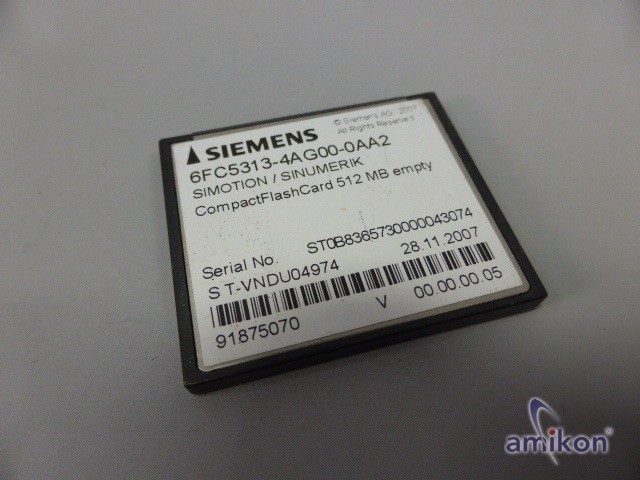 © Siemens AG 2007
All Rights Reserved
SIEMENS
6FC5313-4AG00-0AA2
SIMOTION / SINUMERIK
CompactFlashCard 512 MB empty
Serial No. ST0B8365730000043074
S T-VNDU04974 28.11.2007
91875070 V 00.00.00.05
amikon®